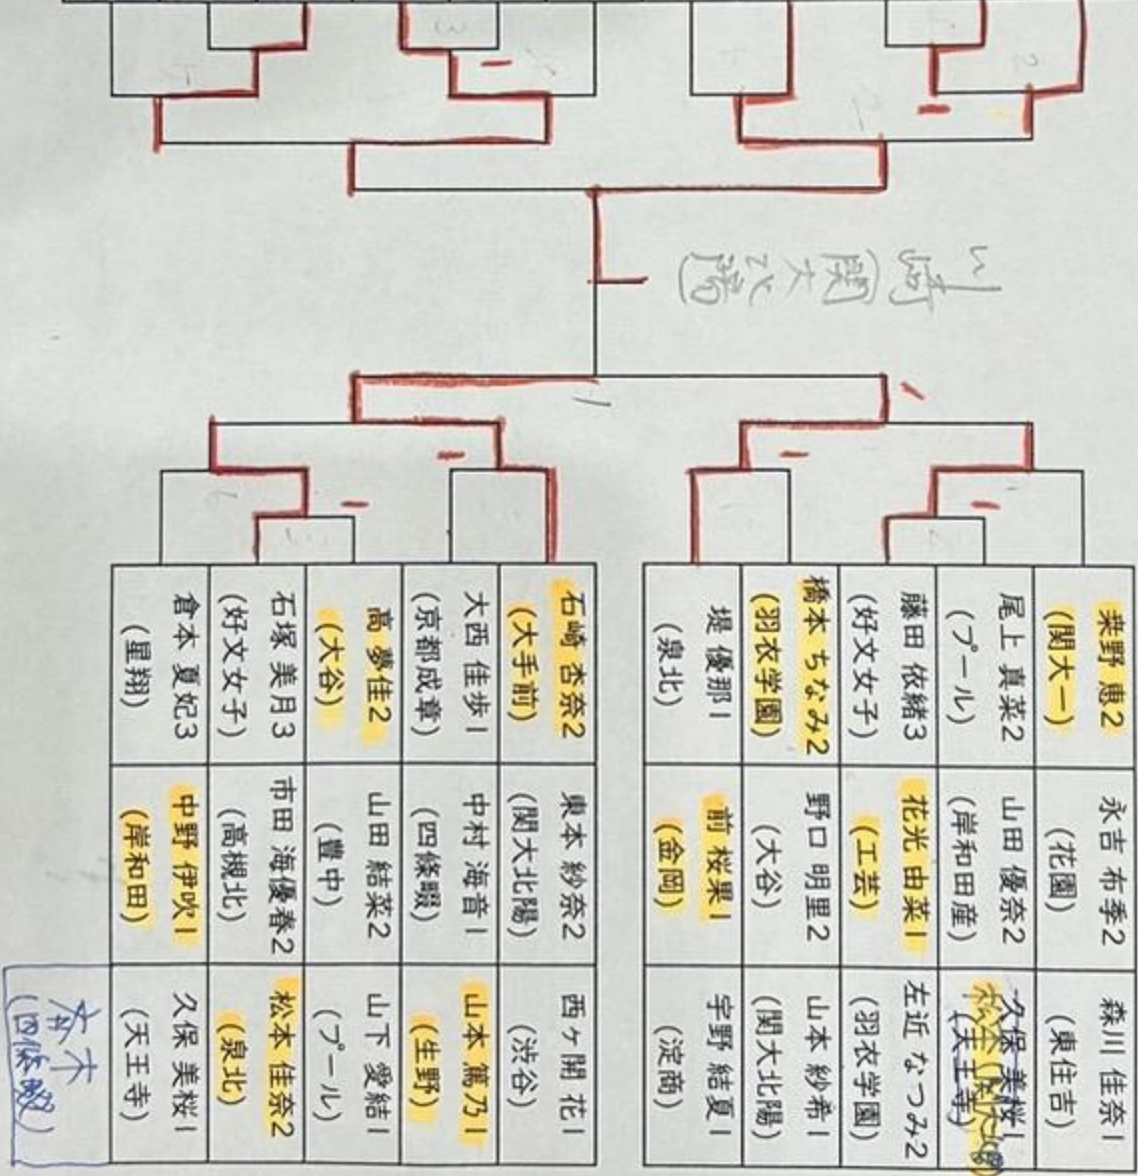 川崎
(関大北陽)
栞野 恵2
(関大一)
永吉 布季2
(花園)
森川 佳奈1
(東住吉)
尾上 真菜2
(プール)
山田 優奈2
(岸和田産)
久保 美桜1
(天王寺)
藤田 依緒3
(好文女子)
花光 由菜1
(工芸)
左近 なつみ2
(羽衣学園)
橋本 ちなみ2
(羽衣学園)
野口 明里2
(大谷)
山本 紗希1
(関大北陽)
堤 優那1
(泉北)
前 桜果1
(金岡)
宇野 結夏1
(淀商)
石崎 杏奈2
(大手前)
東本 紗奈2
(関大北陽)
西ヶ開 花1
(渋谷)
大西 佳歩1
(京都成章)
中村 海音1
(四條畷)
山本 篤乃1
(生野)
高 夢佳2
(大谷)
山田 結菜2
(豊中)
山下 愛結1
(プール)
石塚 美月3
(好文女子)
市田 海優春2
(高槻北)
松本 佳奈2
(泉北)
倉本 夏妃3
(星翔)
中野 伊吹1
(岸和田)
久保 美桜1
(天王寺)
(四條畷)